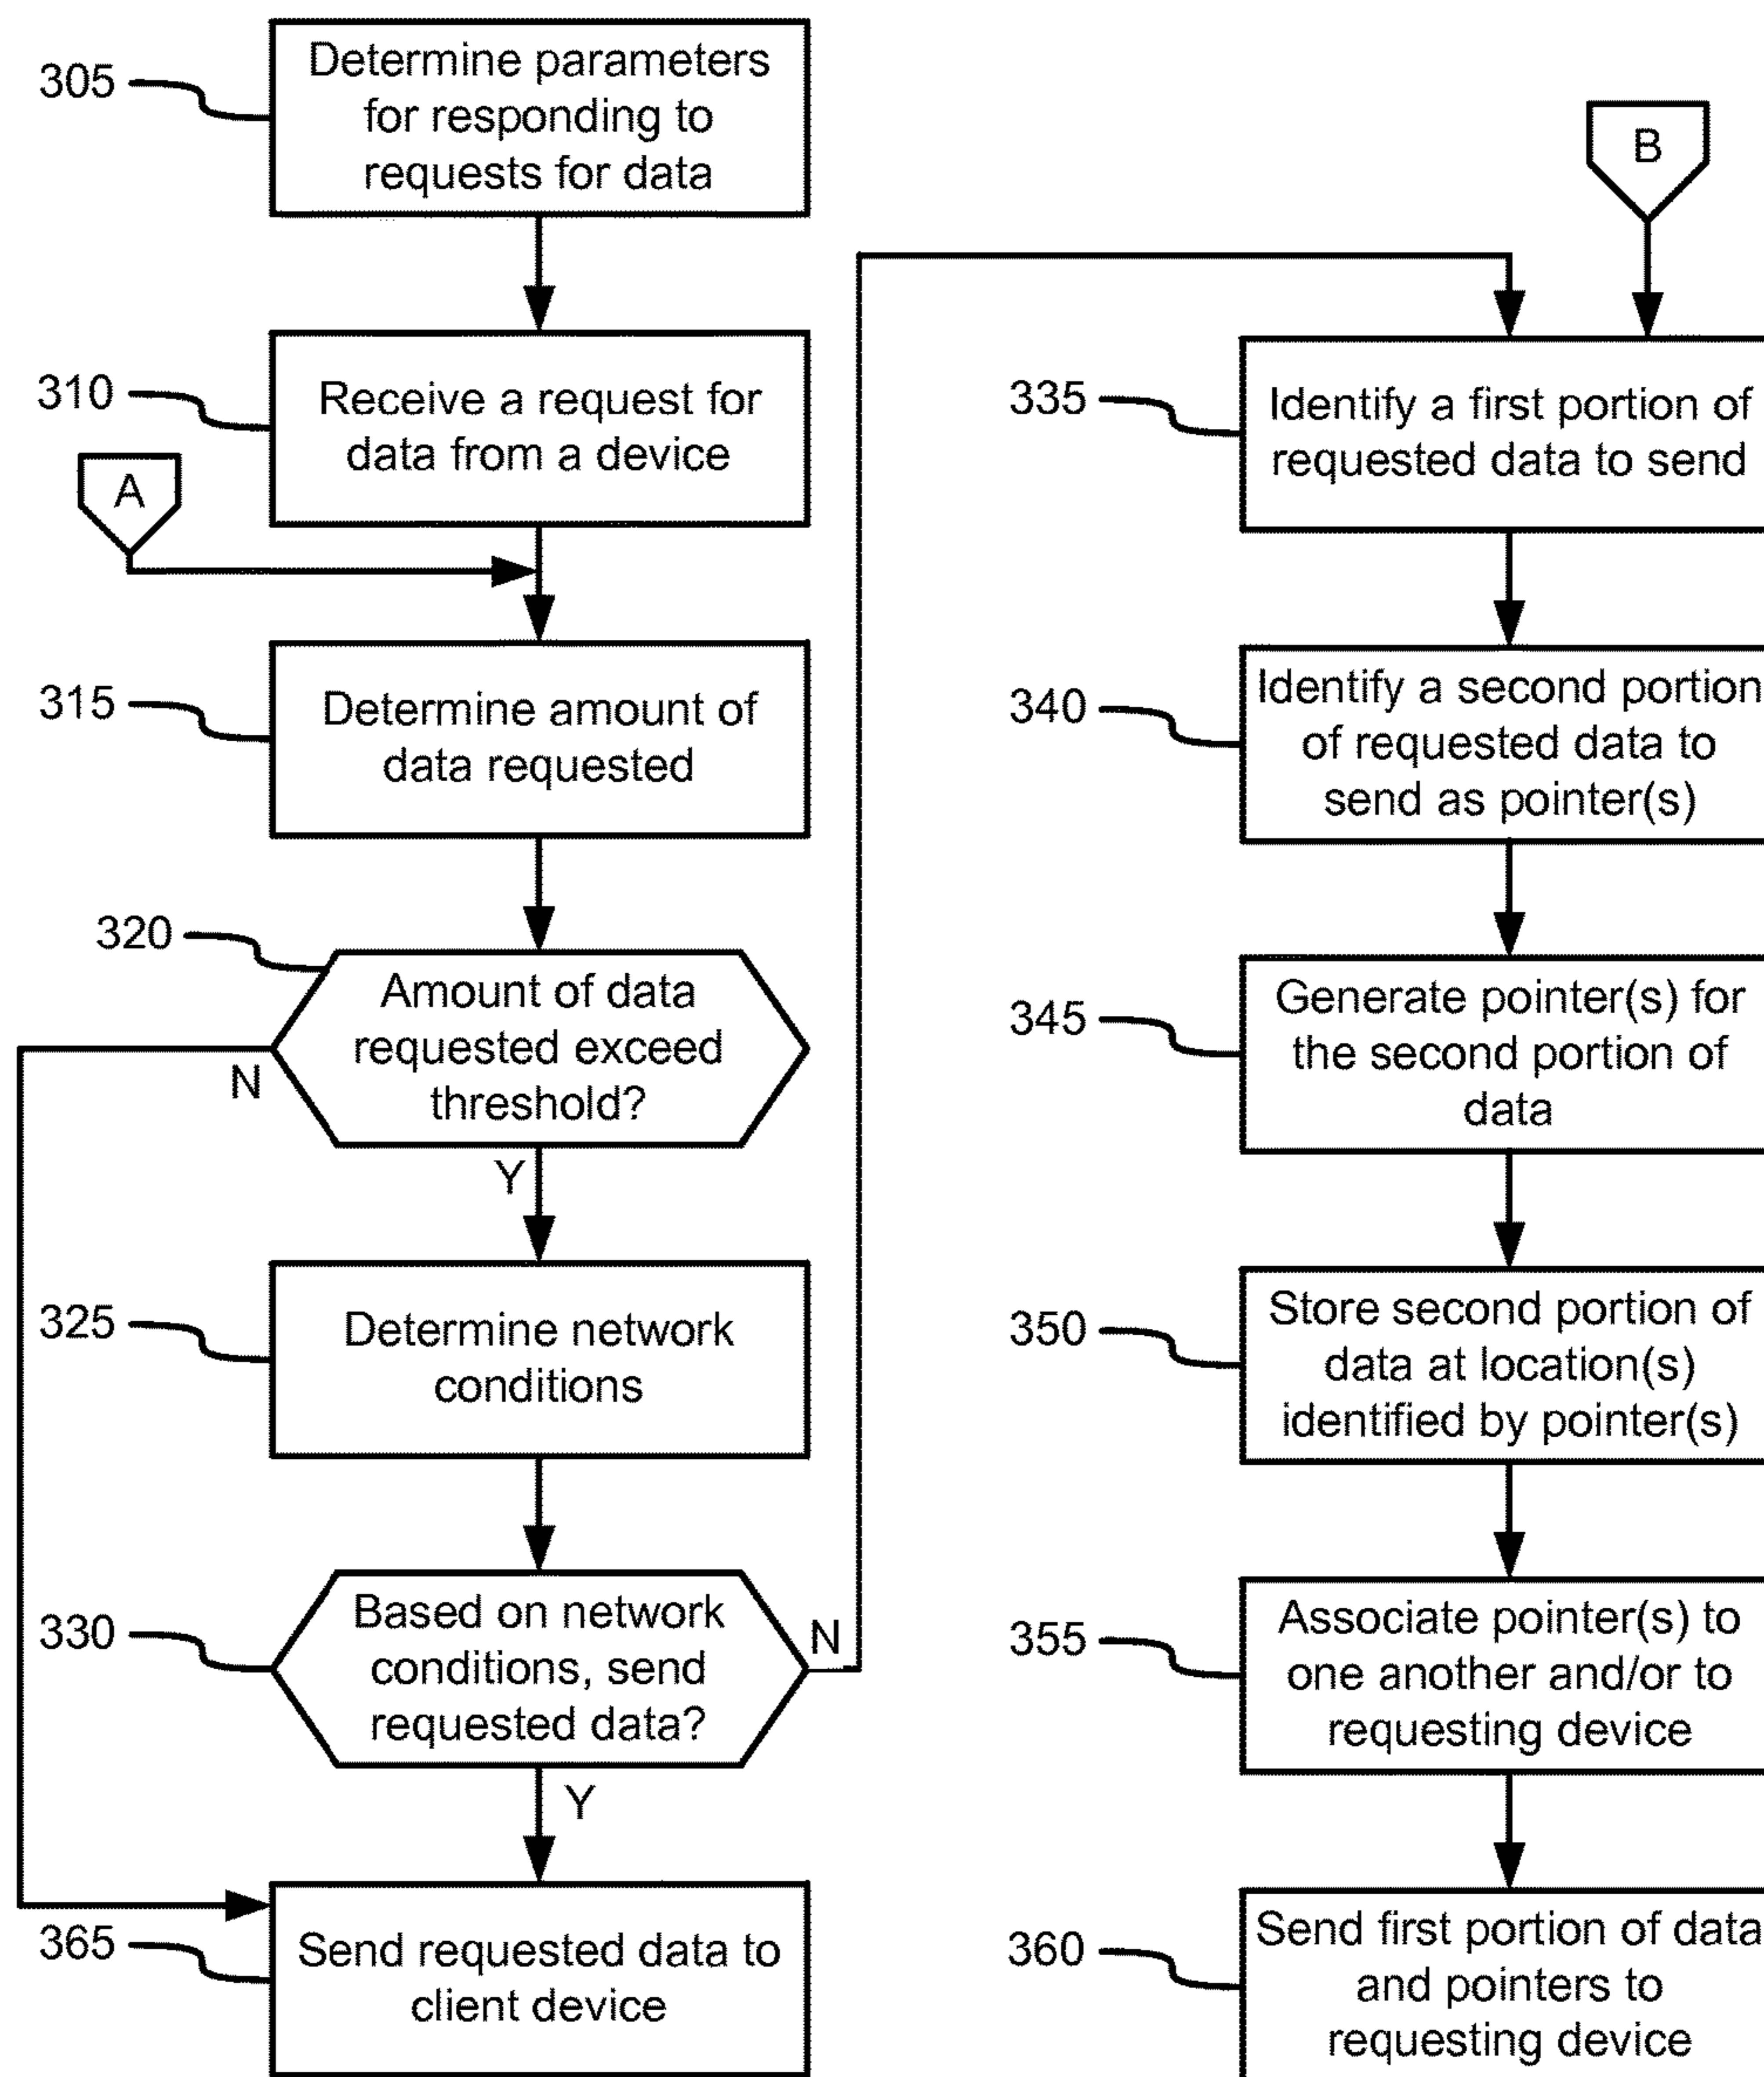 305
Determine parameters
for responding to
requests for data
310
Receive a request for
data from a device
A
315
Determine amount of
data requested
320
Amount of data
requested exceed
threshold?
N
Y
325
Determine network
conditions
330
Based on network
conditions, send
requested data?
N
Y
365
Send requested data to
client device
B
335
Identify a first portion of
requested data to send
340
Identify a second portion
of requested data to
send as pointer(s)
345
Generate pointer(s) for
the second portion of
data
350
Store second portion of
data at location(s)
identified by pointer(s)
355
Associate pointer(s) to
one another and/or to
requesting device
360
Send first portion of data
and pointers to
requesting device